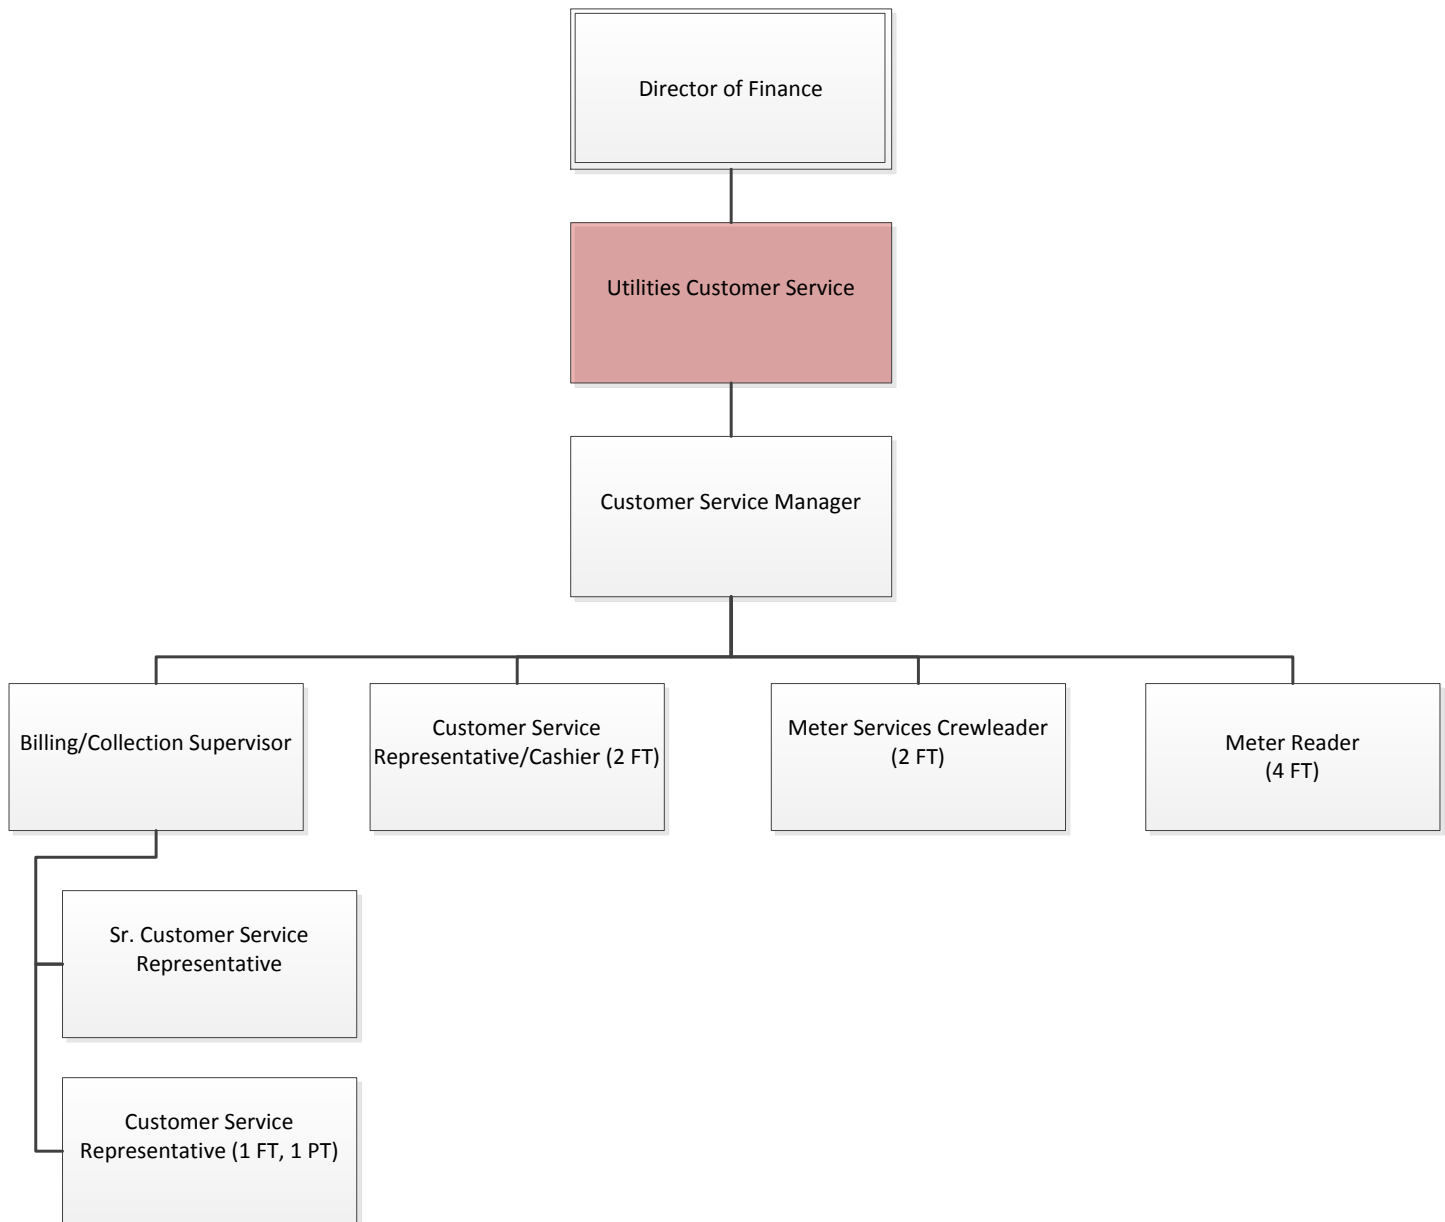 Director of Finance
Utilities Customer Service
Customer Service Manager
Billing/Collection Supervisor
Customer Service
Representative/Cashier (2 FT)
Meter Services Crewleader
(2 FT)
Meter Reader
(4 FT)
Sr. Customer Service
Representative
Customer Service
Representative (1 FT, 1 PT)